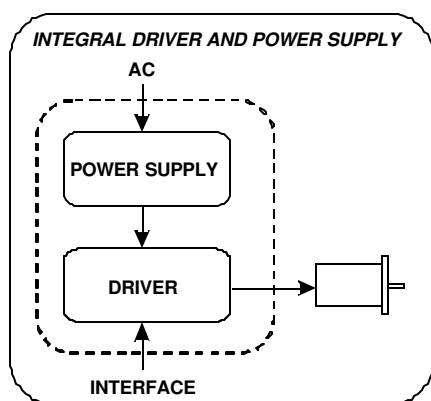 INTEGRAL DRIVER AND POWER SUPPLY
AC
POWER SUPPLY
DRIVER
INTERFACE